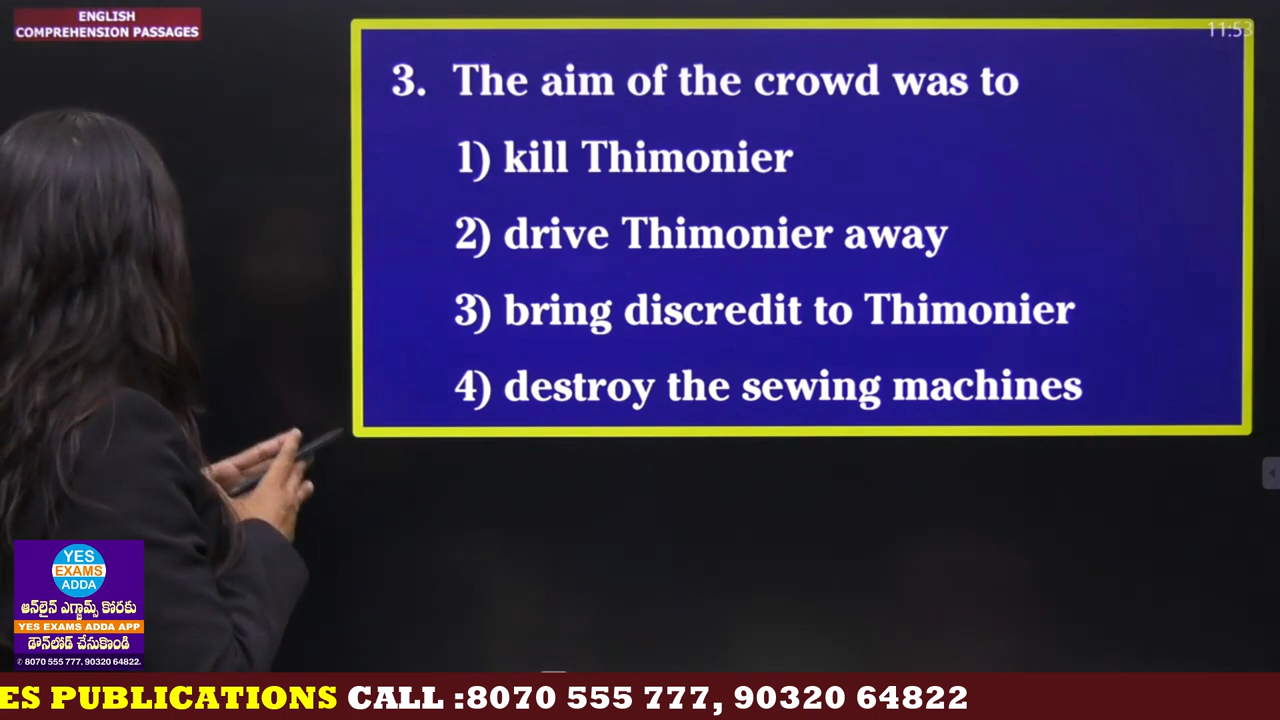 ENGLISH
COMPREHENSION PASSAGES
11:53
3. The aim of the crowd was to
1) kill Thimonier
2) drive Thimonier away
3) bring discredit to Thimonier
4) destroy the sewing machines
YES
EXAMS
ADDA
ఆన్‌లైన్ ఎగ్జామ్స్ కొరకు
YES EXAMS ADDA APP
డౌన్‌లోడ్ చేసుకొండి
✆ 8070 555 777, 90320 64822.
ES PUBLICATIONS CALL :8070 555 777, 90320 64822